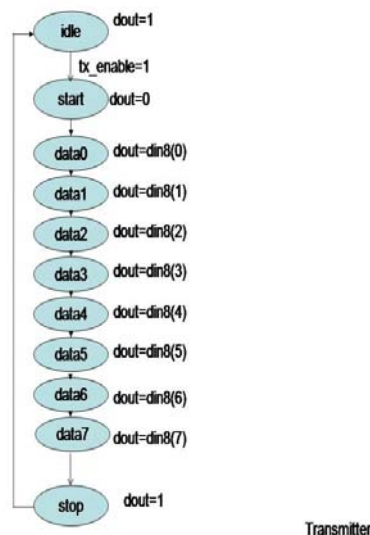 dout=1
idle
tx_enable=1
start dout=0
data0 dout=din8(0)
data1 dout=din8(1)
data2 dout=din8(2)
data3 dout=din8(3)
data4 dout=din8(4)
data5 dout=din8(5)
data6 dout=din8(6)
data7 dout=din8(7)
stop dout=1
Transmitter